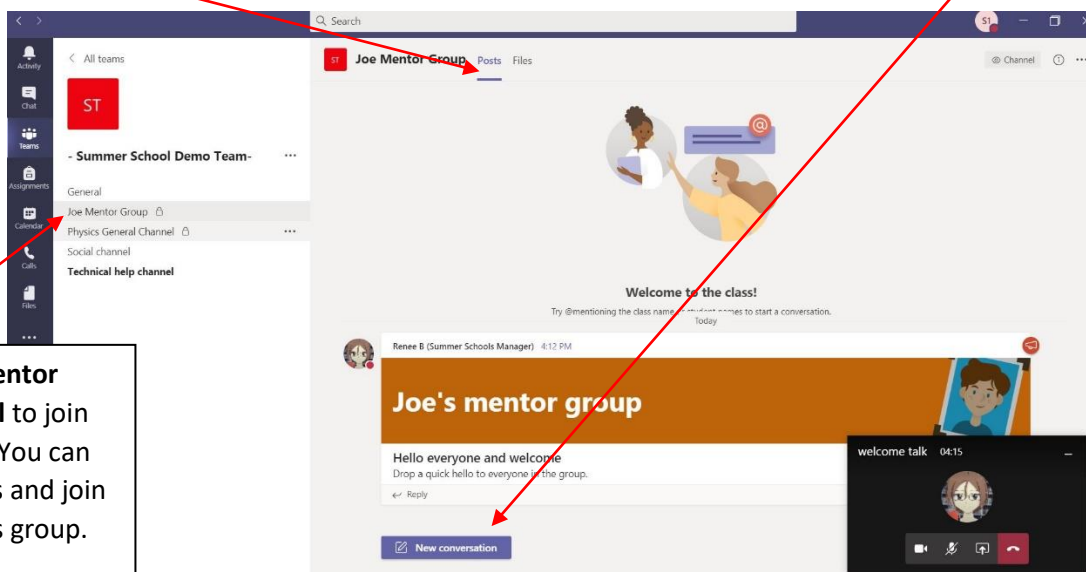 Search
S1
Activity
Chat
Teams
Assignments
Calendar
Calls
Files
All teams
ST
- Summer School Demo Team-
General
Joe Mentor Group
Physics General Channel
Social channel
Technical help channel
ST Joe Mentor Group Posts Files
Channel
Welcome to the class!
Try @mentioning the class name or student names to start a conversation.
Today
Renee B (Summer Schools Manager) 4:12 PM
Joe's mentor group
Hello everyone and welcome
Drop a quick hello to everyone in the group.
Reply
New conversation
welcome talk 04:15
entor
l to join
You can
s and join
s group.